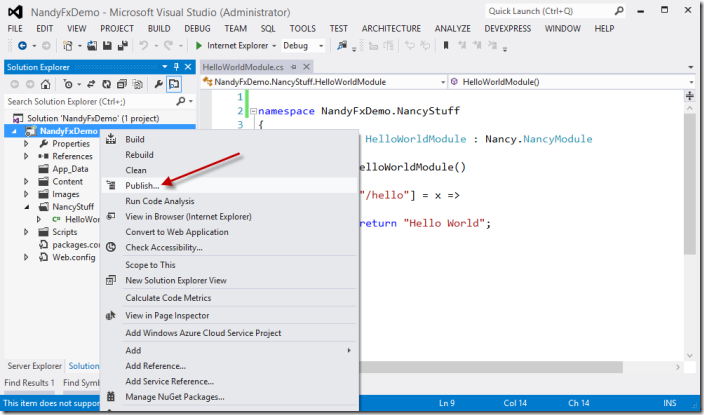 NandyFxDemo - Microsoft Visual Studio (Administrator)
Quick Launch (Ctrl+Q)
FILE EDIT VIEW PROJECT BUILD DEBUG TEAM SQL TOOLS TEST ARCHITECTURE ANALYZE DEVEXPRESS WINDOW HELP
Internet Explorer Debug
Solution Explorer
HelloWorldModule.cs
NandyFxDemo.NancyStuff.HelloWorldModule
HelloWorldModule()
Search Solution Explorer (Ctrl+;)
Solution 'NandyFxDemo' (1 project)
NandyFxDemo
Properties
References
App_Data
Content
Images
NancyStuff
HelloWor
Scripts
packages.con
Web.config
1
2 namespace NandyFxDemo.NancyStuff
3 {
HelloWorldModule : Nancy.NancyModule
elloWorldModule()
"/hello"] = x =>
return "Hello World";
Build
Rebuild
Clean
Publish...
Run Code Analysis
View in Browser (Internet Explorer)
Convert to Web Application
Check Accessibility...
Scope to This
New Solution Explorer View
Calculate Code Metrics
View in Page Inspector
Add Windows Azure Cloud Service Project
Add
Add Reference...
Add Service Reference...
Manage NuGet Packages...
Server Explorer Solution
Find Results 1 Find Symb
This item does not suppor
Ln 9 Col 14 Ch 14 INS